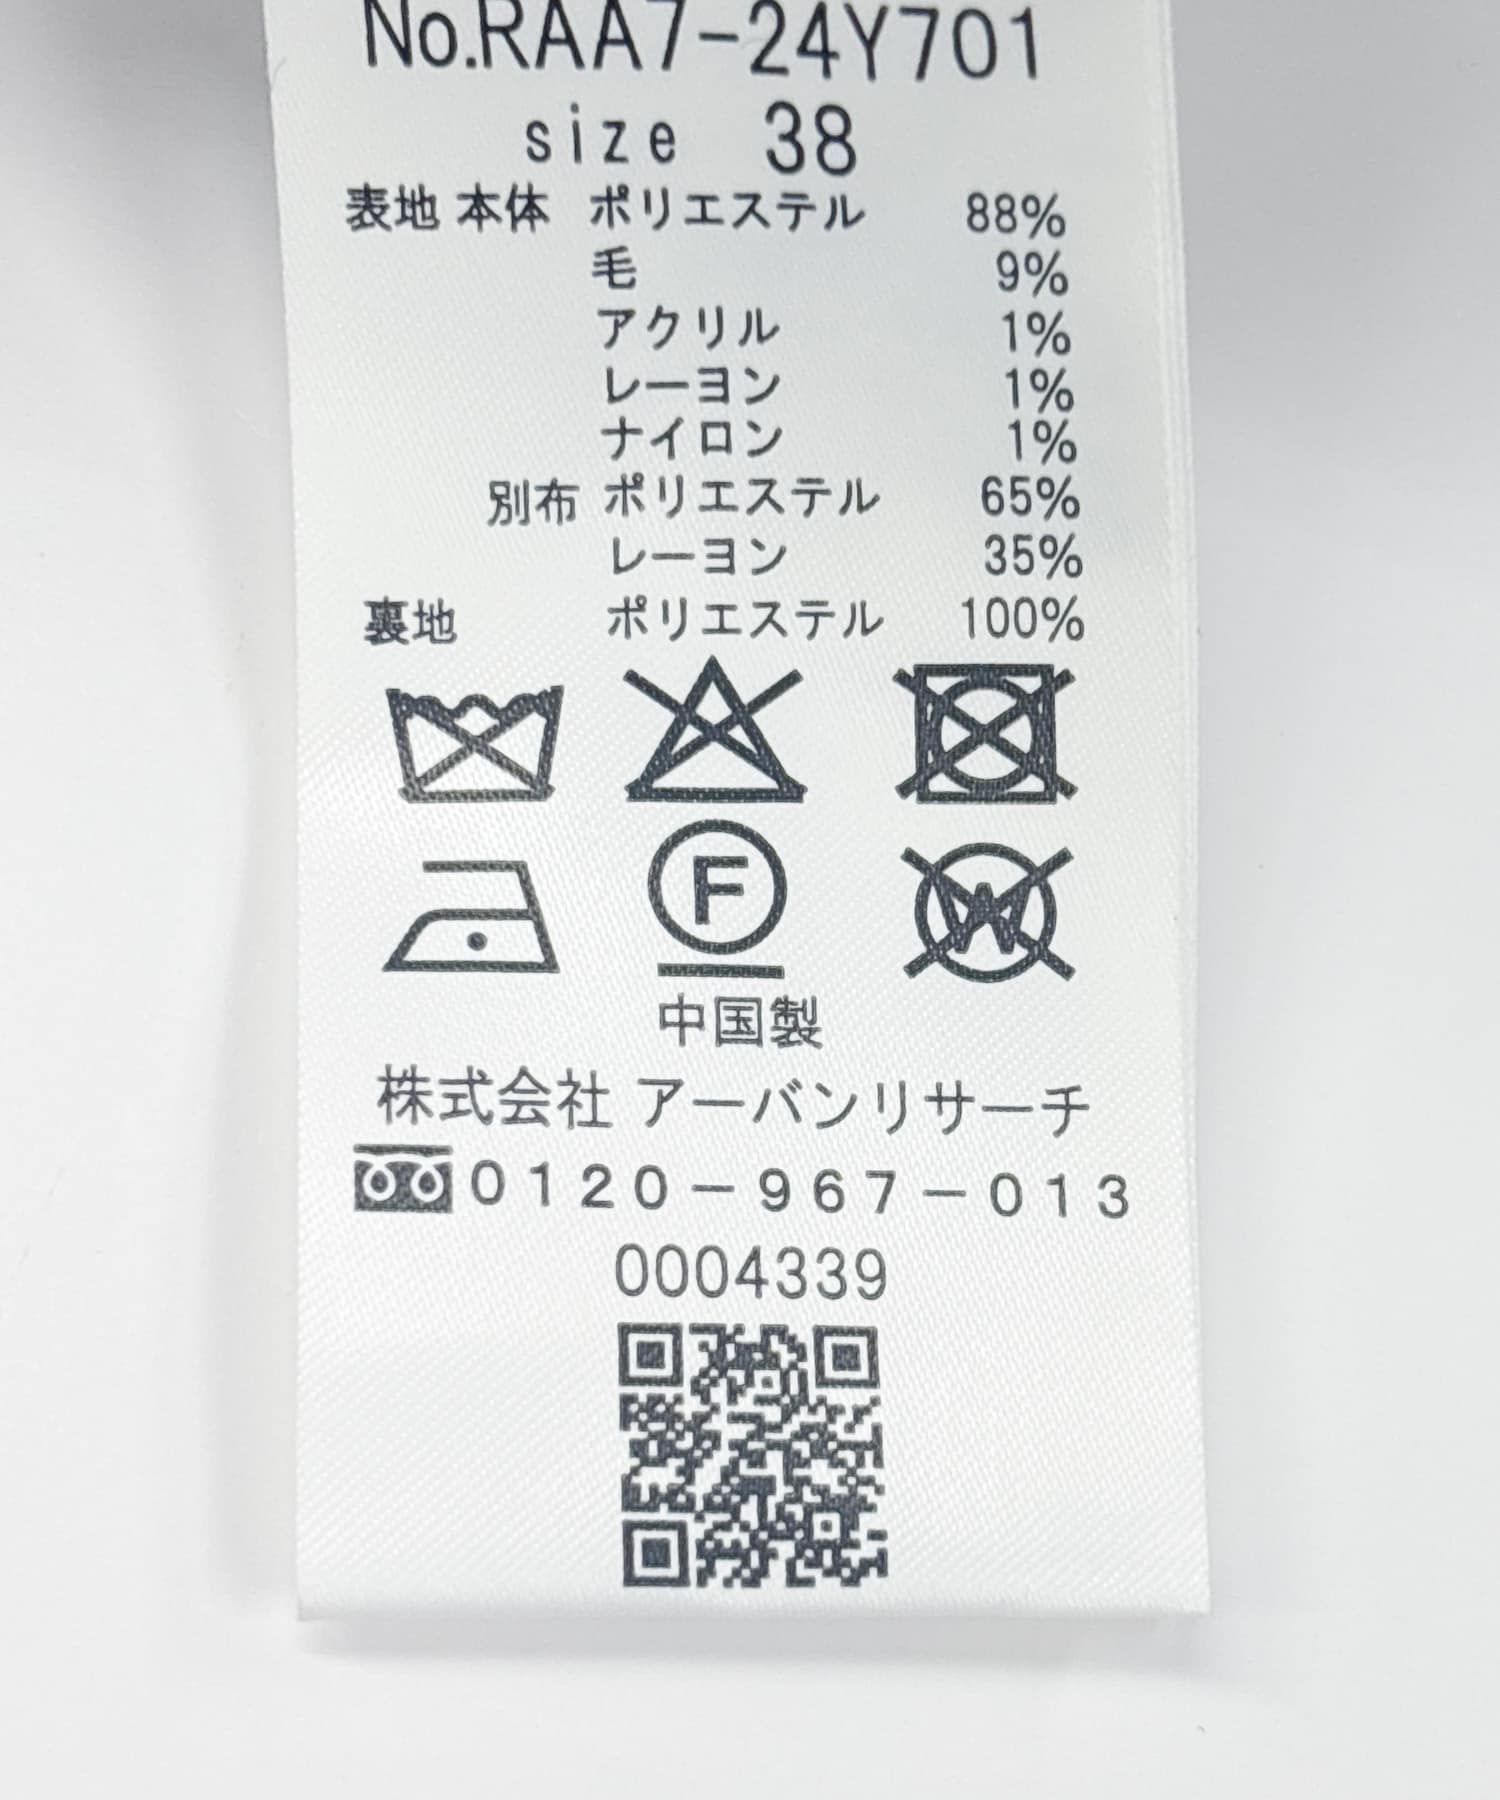 No.RAA7-24Y701
size 38
表地 本体 ポリエステル 88%
毛 9%
アクリル 1%
レーヨン 1%
ナイロン 1%
別布 ポリエステル 65%
レーヨン 35%
裏地 ポリエステル 100%
F
W
中国製
株式会社 アーバンリサーチ
0120-967-013
0004339